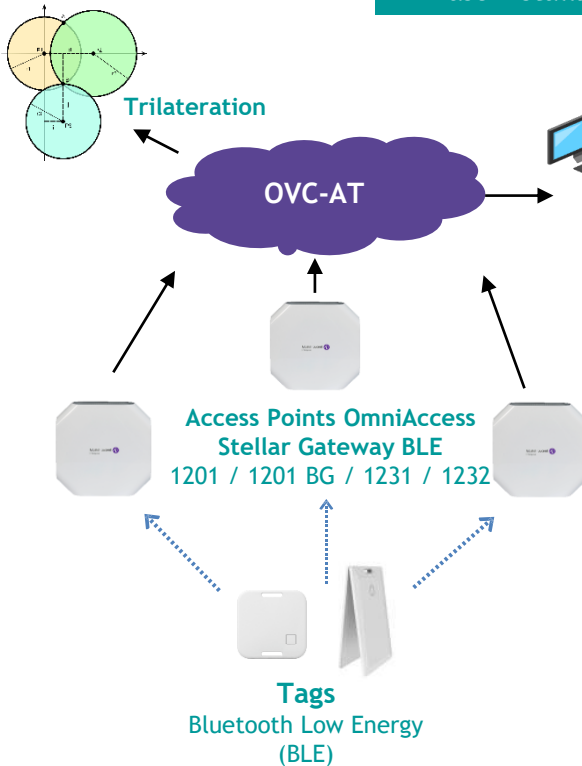 Trilateration
OVC-AT
Access Points OmniAccess
Stellar Gateway BLE
1201 / 1201 BG / 1231 / 1232
Tags
Bluetooth Low Energy
(BLE)